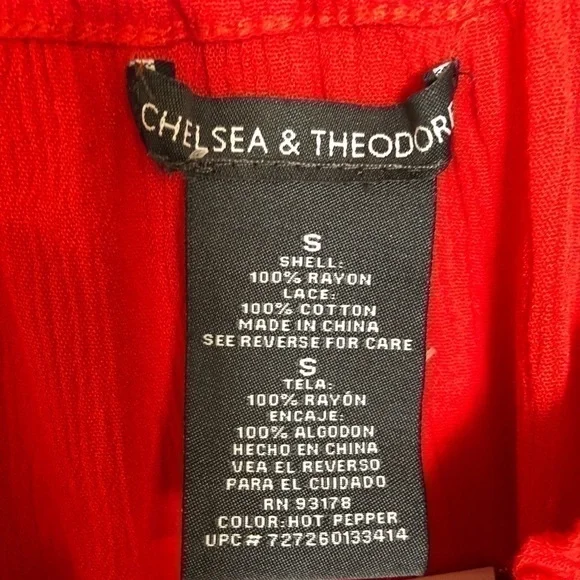 CHELSEA & THEODORE
S
SHELL:
100% RAYON
LACE:
100% COTTON
MADE IN CHINA
SEE REVERSE FOR CARE
S
TELA:
100% RAYÓN
ENCAJE:
100% ALGODON
HECHO EN CHINA
VEA EL REVERSO
PARA EL CUIDADO
RN 93178
COLOR:HOT PEPPER
UPC# 727260133414